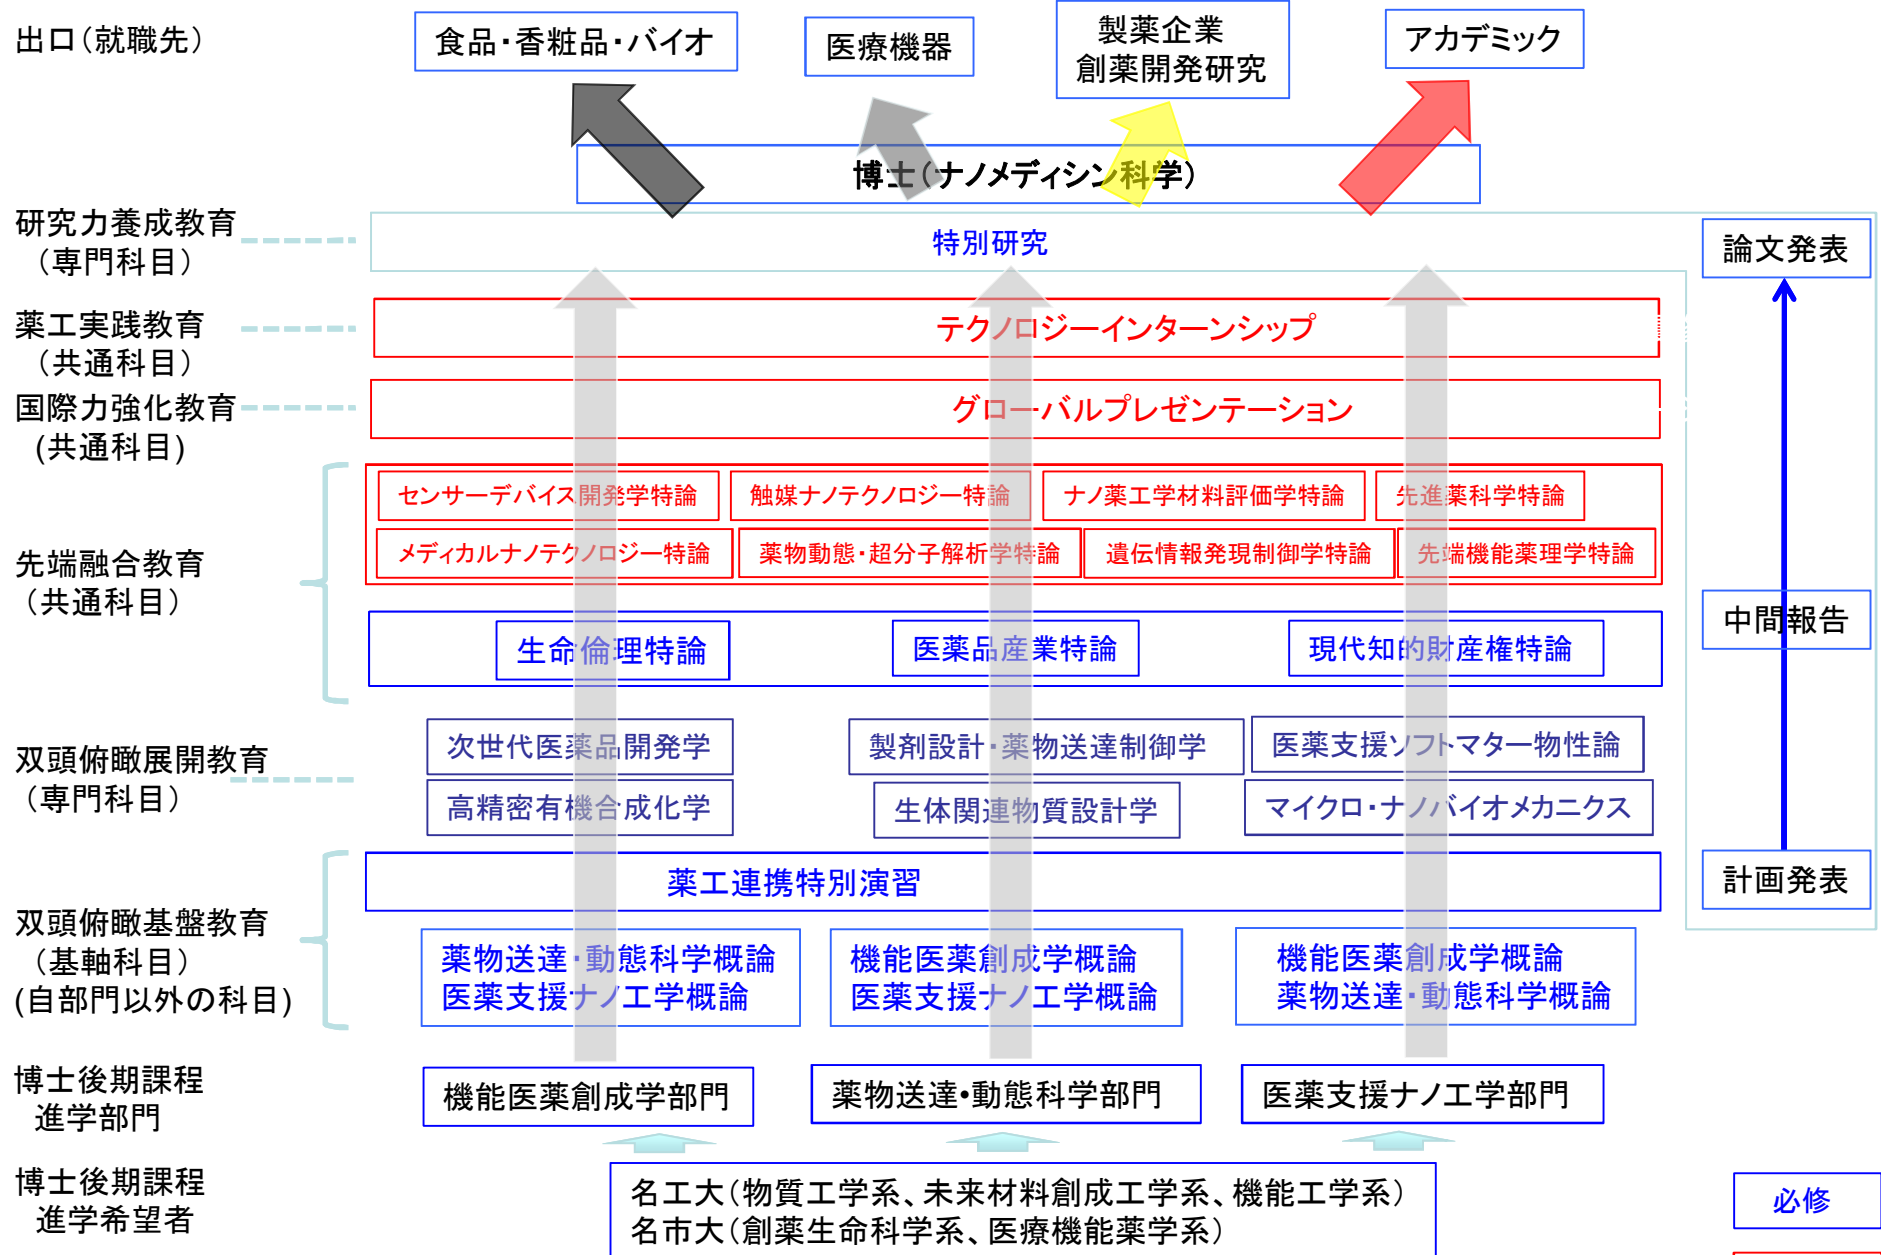 出口（就職先）
食品・香粧品・バイオ
医療機器
製薬企業
創薬開発研究
アカデミック
博士（ナノメディシン科学）
研究力養成教育
（専門科目）
特別研究
論文発表
薬工実践教育
（共通科目）
テクノロジーインターンシップ
国際力強化教育
(共通科目)
グローバルプレゼンテーション
先端融合教育
（共通科目）
センサーデバイス開発学特論
触媒ナノテクノロジー特論
ナノ薬工学材料評価学特論
先進薬科学特論
メディカルナノテクノロジー特論
薬物動態・超分子解析学特論
遺伝情報発現制御学特論
先端機能薬理学特論
生命倫理特論
医薬品産業特論
現代知的財産権特論
中間報告
双頭俯瞰展開教育
（専門科目）
次世代医薬品開発学
製剤設計・薬物送達制御学
医薬支援ソフトマター物性論
高精密有機合成化学
生体関連物質設計学
マイクロ・ナノバイオメカニクス
薬工連携特別演習
計画発表
双頭俯瞰基盤教育
（基軸科目）
(自部門以外の科目)
薬物送達・動態科学概論
医薬支援ナノ工学概論
機能医薬創成学概論
医薬支援ナノ工学概論
機能医薬創成学概論
薬物送達・動態科学概論
博士後期課程
進学部門
機能医薬創成学部門
薬物送達・動態科学部門
医薬支援ナノ工学部門
博士後期課程
進学希望者
名工大（物質工学系、未来材料創成工学系、機能工学系）
名市大（創薬生命科学系、医療機能薬学系）
必修